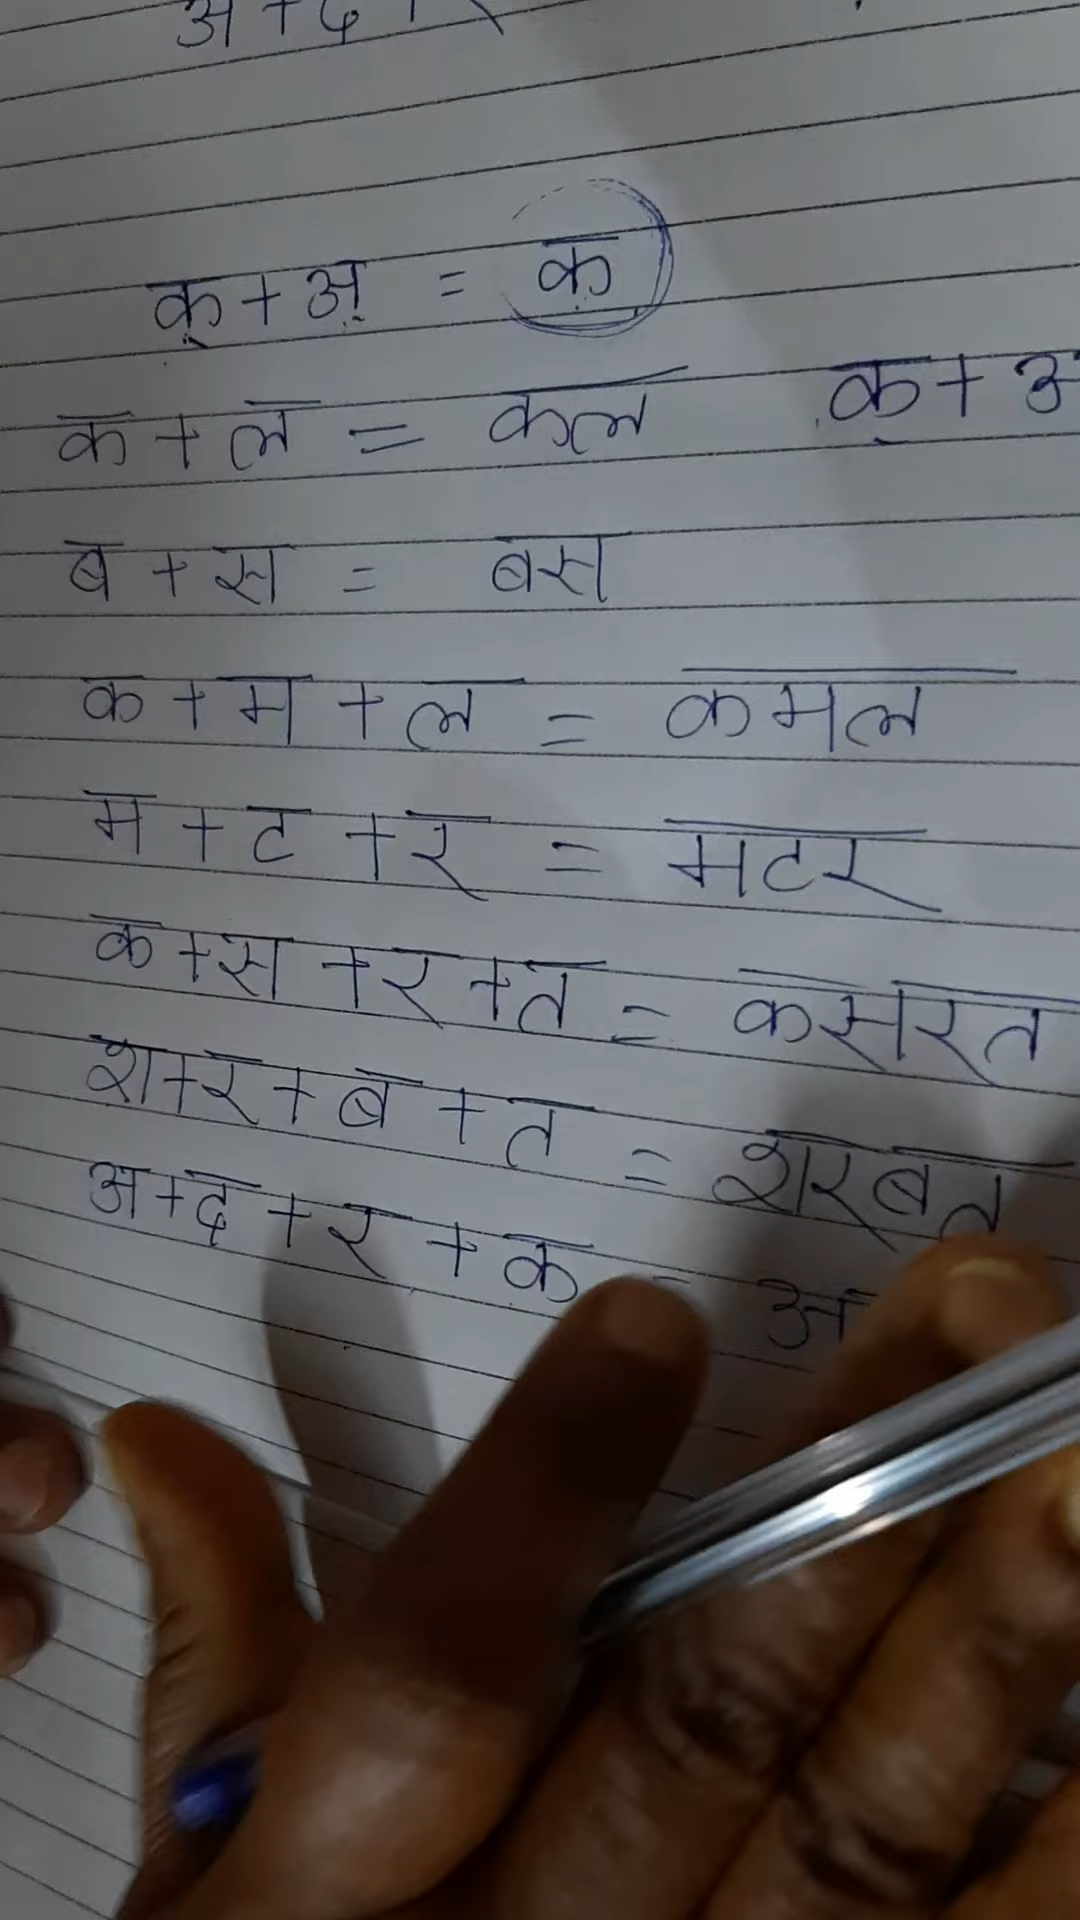 अ + द +
क् + अ = क
क + ल = कल क् + अ
ब + स = बस
क + म + ल = कमल
म + ट + र = मटर
क + स + र + त = कसरत
श + र + ब + त = शरबत
अ + द + र + क = अ